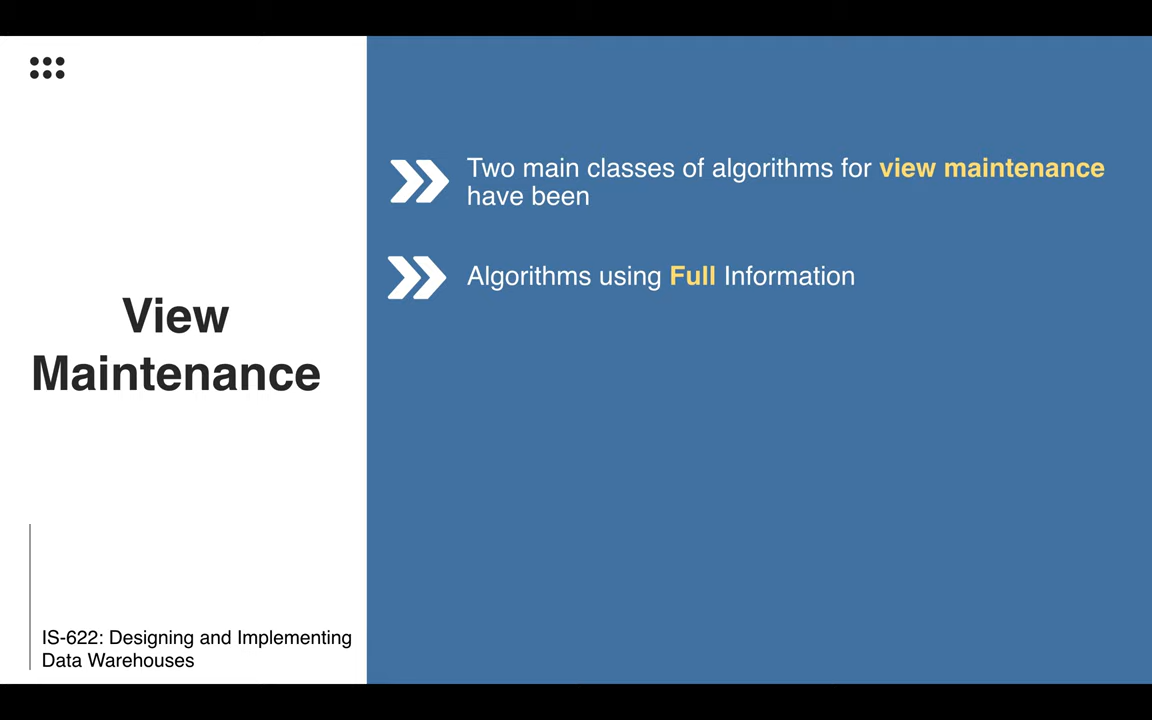 View
Maintenance
IS-622: Designing and Implementing
Data Warehouses
Two main classes of algorithms for view maintenance
have been
Algorithms using Full Information